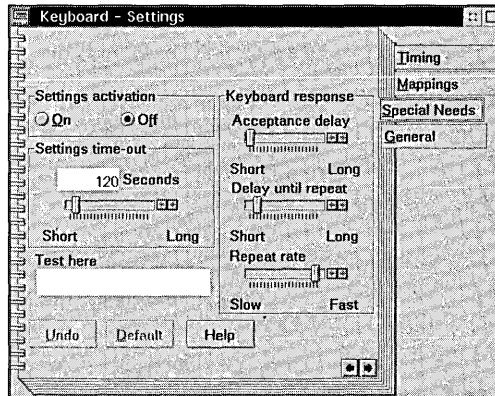 Keyboard - Settings
Timing
Mappings
Special Needs
General
Settings activation
On
Off
Settings time-out
120 Seconds
Short Long
Test here
Keyboard response
Acceptance delay
Short Long
Delay until repeat
Short Long
Repeat rate
Slow Fast
Undo Default Help